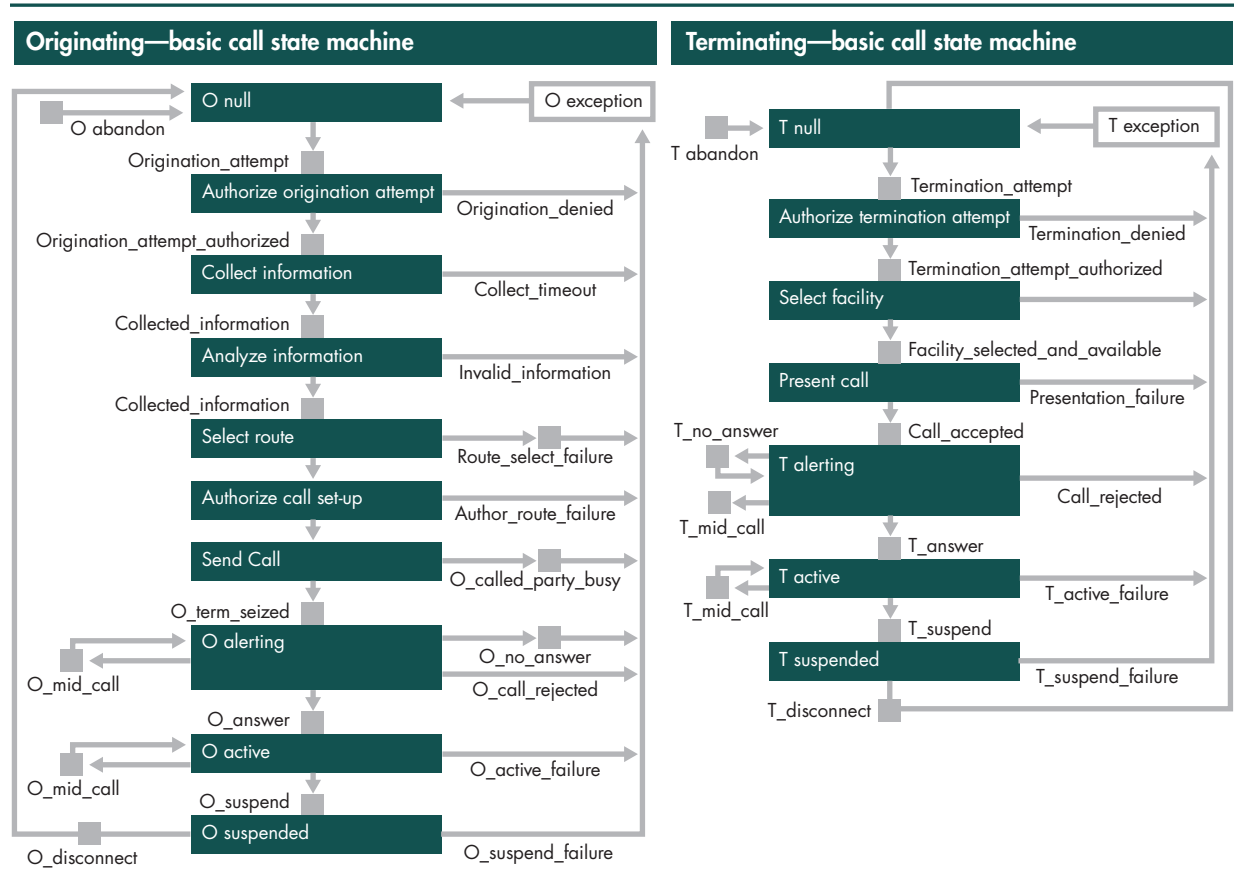 Originating—basic call state machine
O null
O exception
O abandon
Origination_attempt
Authorize origination attempt
Origination_denied
Origination_attempt_authorized
Collect information
Collect_timeout
Collected_information
Analyze information
Invalid_information
Collected_information
Select route
Route_select_failure
Authorize call set-up
Author_route_failure
Send Call
O_called_party_busy
O_term_seized
O alerting
O_no_answer
O_mid_call
O_call_rejected
O_answer
O active
O_active_failure
O_mid_call
O_suspend
O suspended
O_disconnect
O_suspend_failure
Terminating—basic call state machine
T null
T exception
T abandon
Termination_attempt
Authorize termination attempt
Termination_denied
Termination_attempt_authorized
Select facility
Facility_selected_and_available
Present call
Presentation_failure
T_no_answer
Call_accepted
T alerting
Call_rejected
T_mid_call
T_answer
T active
T_active_failure
T_mid_call
T_suspend
T suspended
T_suspend_failure
T_disconnect